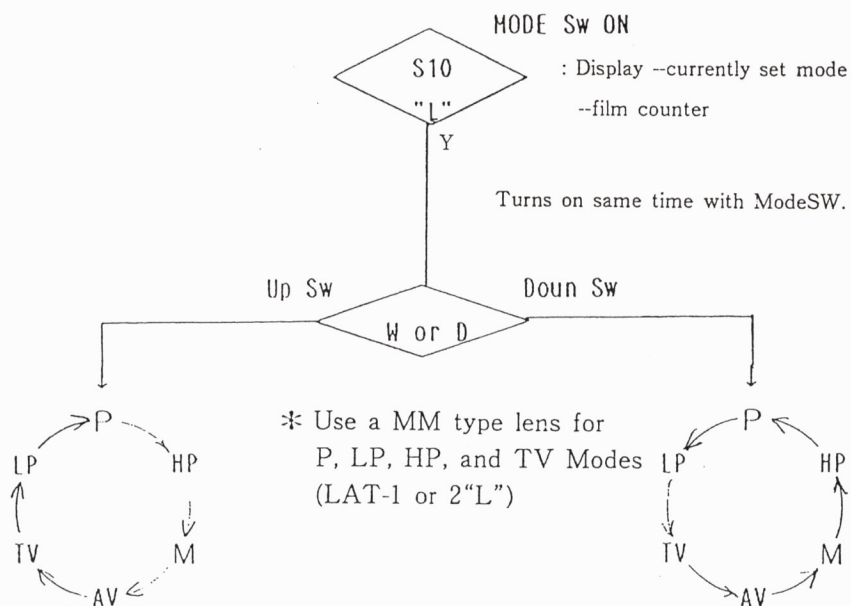 MODE Sw ON
S10
"L"
: Display --currently set mode
--film counter
Y
Turns on same time with ModeSW.
Up Sw
Doun Sw
W or D
P
HP
M
AV
TV
LP
* Use a MM type lens for
P, LP, HP, and TV Modes
(LAT-1 or 2“L”)
P
LP
TV
AV
M
HP